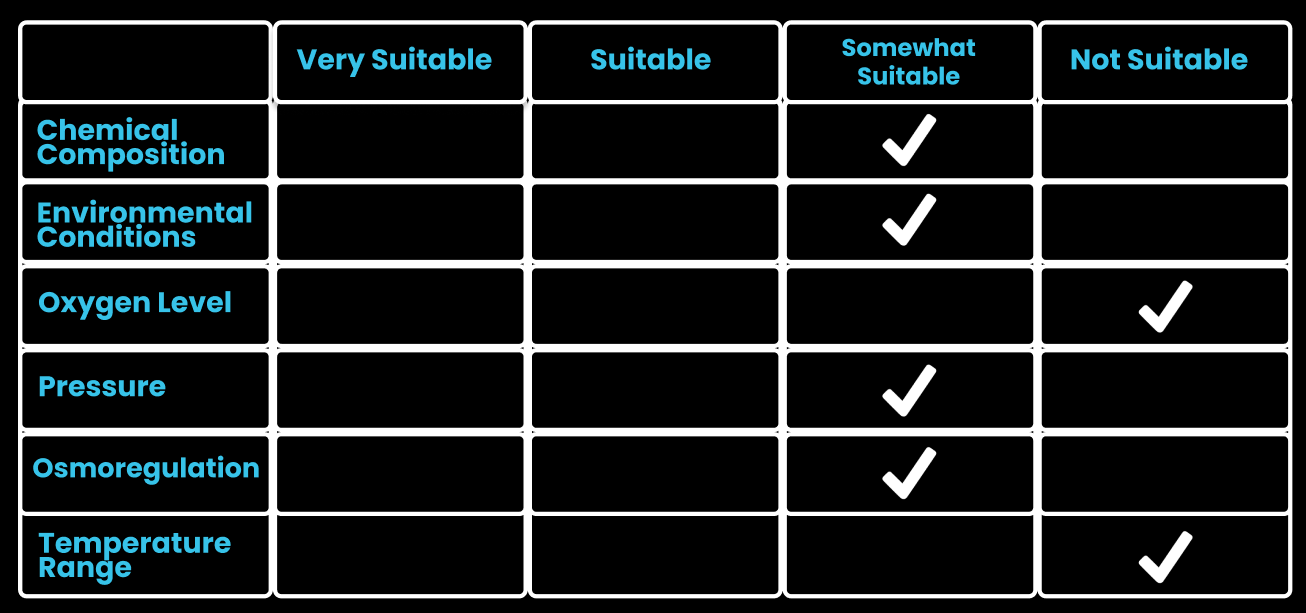 Very Suitable
Suitable
Somewhat
Suitable
Not Suitable
Chemical
Composition
Environmental
Conditions
Oxygen Level
Pressure
Osmoregulation
Temperature
Range